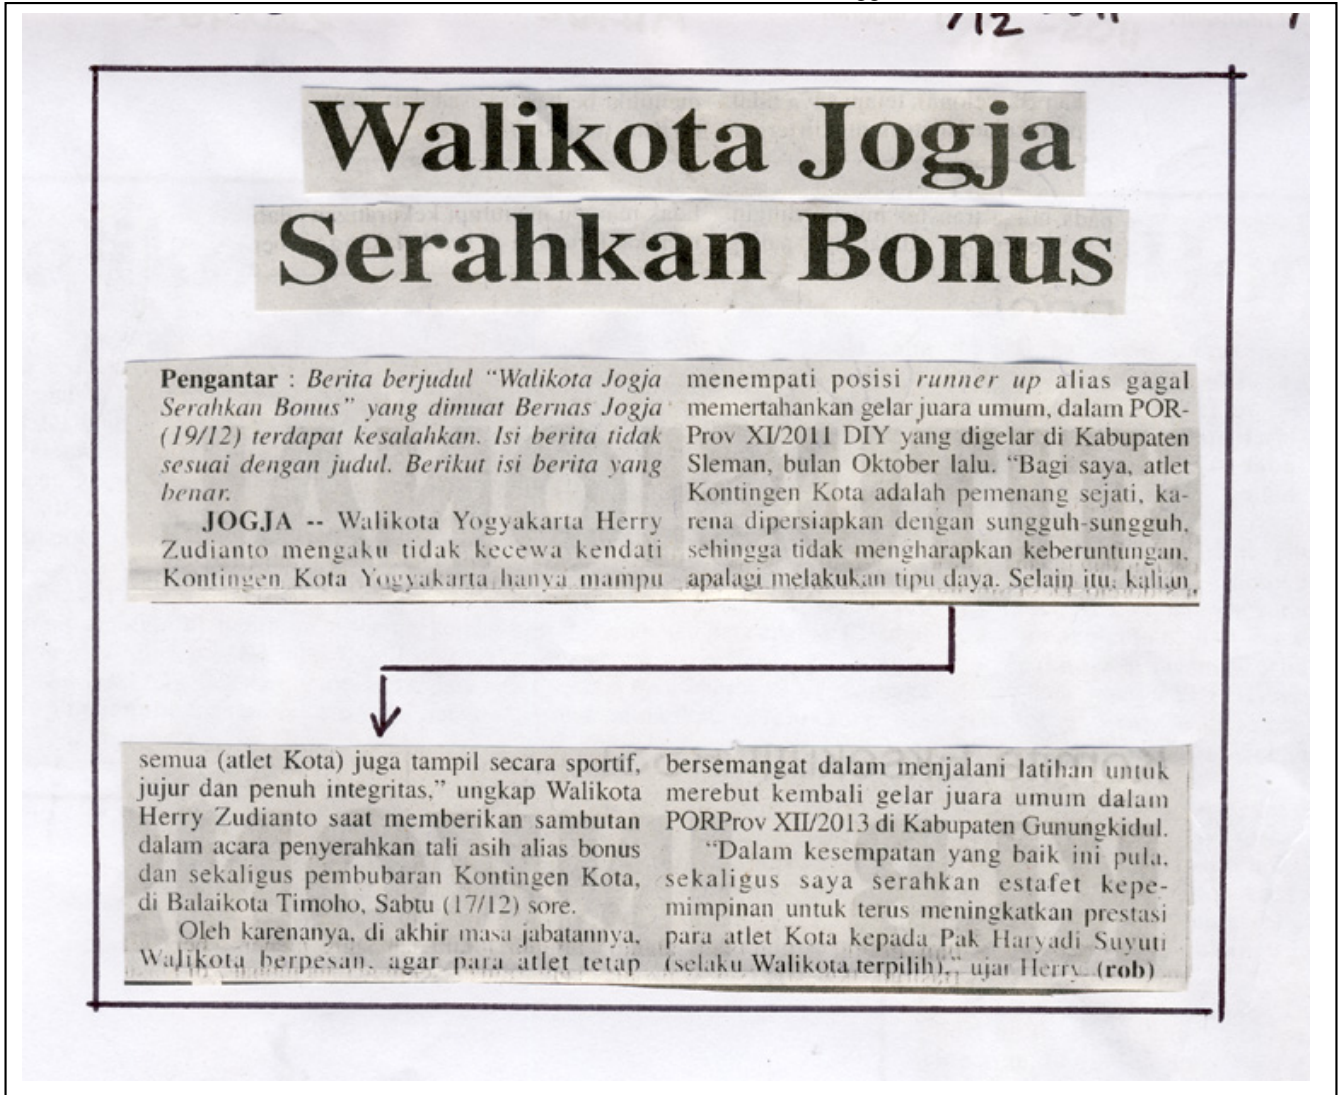 Walikota Jogja
Serahkan Bonus
Pengantar : Berita berjudul “Walikota Jogja
Serahkan Bonus” yang dimuat Bernas Jogja
(19/12) terdapat kesalahkan. Isi berita tidak
sesuai dengan judul. Berikut isi berita yang
benar.
JOGJA -- Walikota Yogyakarta Herry
Zudianto mengaku tidak kecewa kendati
Kontingen Kota Yogyakarta hanya mampu
menempati posisi runner up alias gagal
memertahankan gelar juara umum, dalam POR-
Prov XI/2011 DIY yang digelar di Kabupaten
Sleman, bulan Oktober lalu. “Bagi saya, atlet
Kontingen Kota adalah pemenang sejati, ka-
rena dipersiapkan dengan sungguh-sungguh,
sehingga tidak mengharapkan keberuntungan,
apalagi melakukan tipu daya. Selain itu, kalian
semua (atlet Kota) juga tampil secara sportif,
jujur dan penuh integritas,” ungkap Walikota
Herry Zudianto saat memberikan sambutan
dalam acara penyerahkan tali asih alias bonus
dan sekaligus pembubaran Kontingen Kota,
di Balaikota Timoho, Sabtu (17/12) sore.
Oleh karenanya, di akhir masa jabatannya,
Walikota berpesan, agar para atlet tetap
bersemangat dalam menjalani latihan untuk
merebut kembali gelar juara umum dalam
PORProv XII/2013 di Kabupaten Gunungkidul.
“Dalam kesempatan yang baik ini pula,
sekaligus saya serahkan estafet kepe-
mimpinan untuk terus meningkatkan prestasi
para atlet Kota kepada Pak Haryadi Suyuti
(selaku Walikota terpilih),” ujar Herry. (rob)